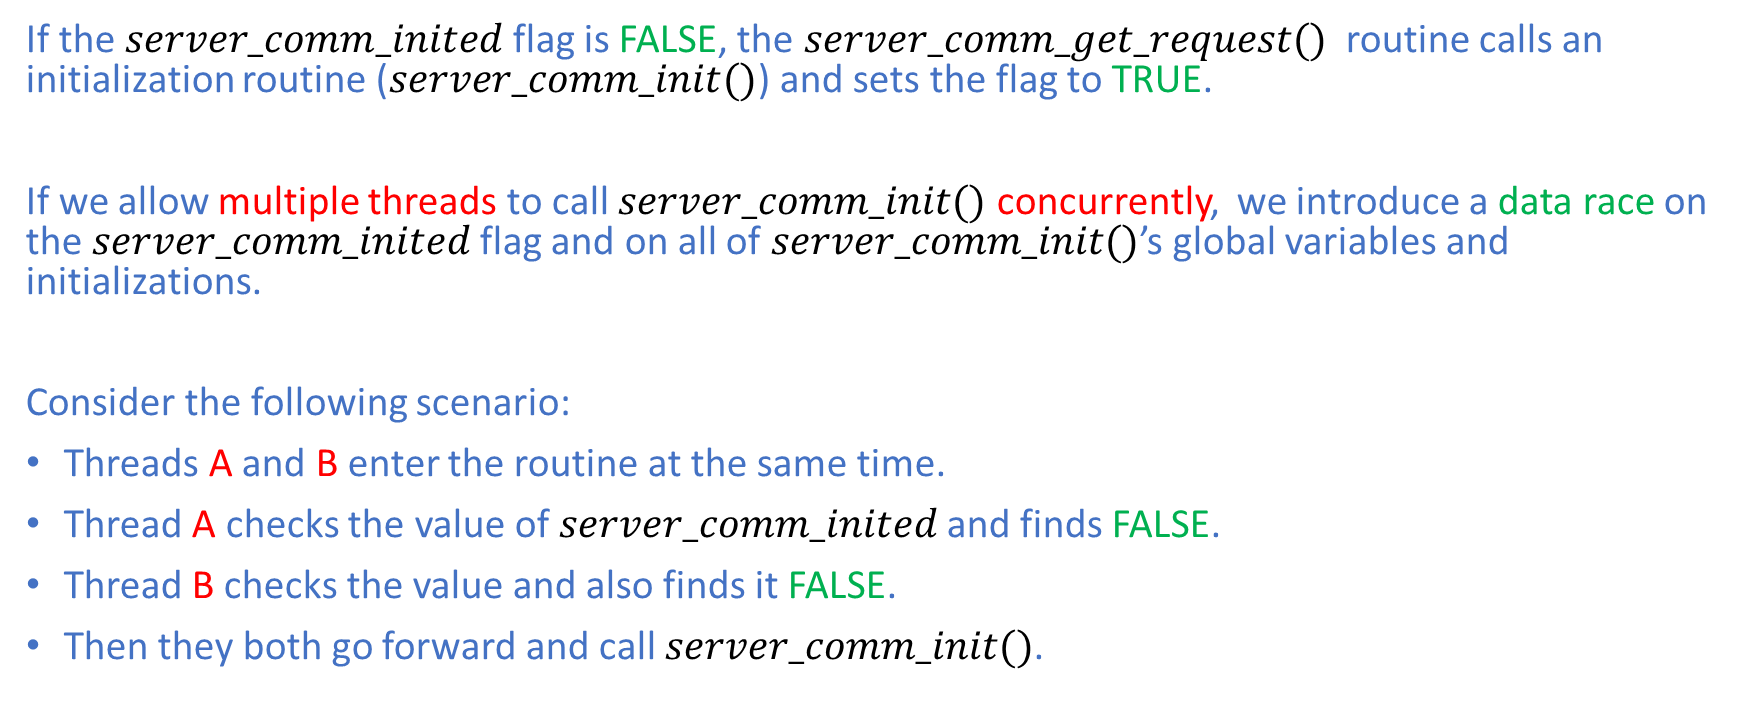 If the server_comm_inited flag is FALSE, the server_comm_get_request() routine calls an
initialization routine (server_comm_init()) and sets the flag to TRUE.
If we allow multiple threads to call server_comm_init() concurrently, we introduce a data race on
the server_comm_inited flag and on all of server_comm_init()’s global variables and
initializations.
Consider the following scenario:
• Threads A and B enter the routine at the same time.
• Thread A checks the value of server_comm_inited and finds FALSE.
• Thread B checks the value and also finds it FALSE.
• Then they both go forward and call server_comm_init().